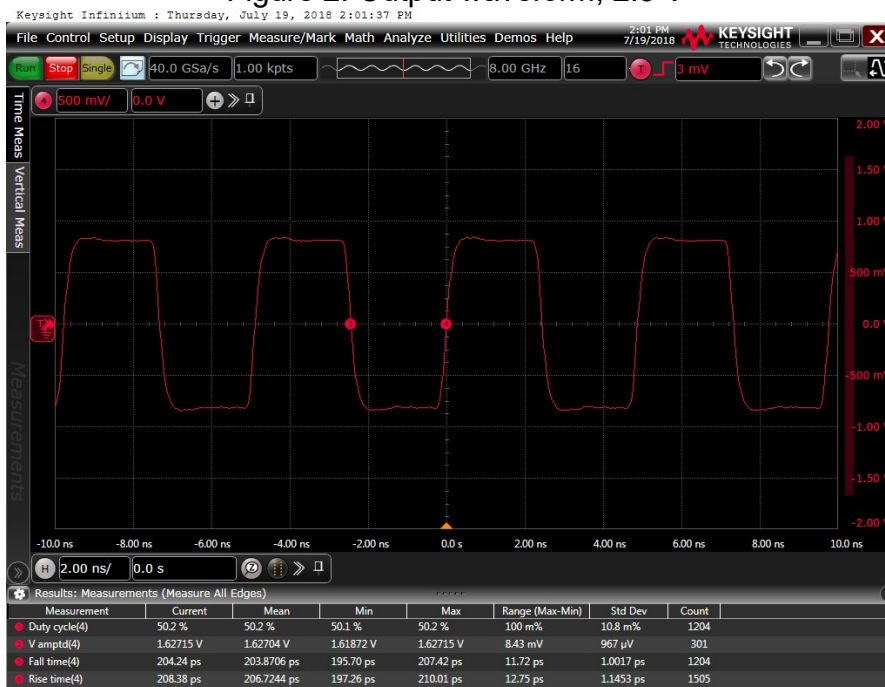 Keysight Infiniium : Thursday, July 19, 2018 2:01:37 PM
File Control Setup Display Trigger Measure/Mark Math Analyze Utilities Demos Help
2:01 PM
7/19/2018
KEYSIGHT
TECHNOLOGIES
Run Stop Single 40.0 GSa/s 1.00 kpts 8.00 GHz 16 T 3 mV
4 500 mV/ 0.0 V
Time Meas
Vertical Meas
Measurements
2.00
1.50
1.00
500 m
0.0
-500 m
-1.00
-1.50
-2.00
T
3 4
-10.0 ns -8.00 ns -6.00 ns -4.00 ns -2.00 ns 0.0 s 2.00 ns 4.00 ns 6.00 ns 8.00 ns 10.0 ns
H 2.00 ns/ 0.0 s
Results: Measurements (Measure All Edges)
Measurement Current Mean Min Max Range (Max-Min) Std Dev Count
Duty cycle(4) 50.2 % 50.2 % 50.1 % 50.2 % 100 m% 10.8 m% 1204
V amptd(4) 1.62715 V 1.62704 V 1.61872 V 1.62715 V 8.43 mV 967 µV 301
Fall time(4) 204.24 ps 203.8706 ps 195.70 ps 207.42 ps 11.72 ps 1.0017 ps 1204
Rise time(4) 208.38 ps 206.7244 ps 197.26 ps 210.01 ps 12.75 ps 1.1453 ps 1505